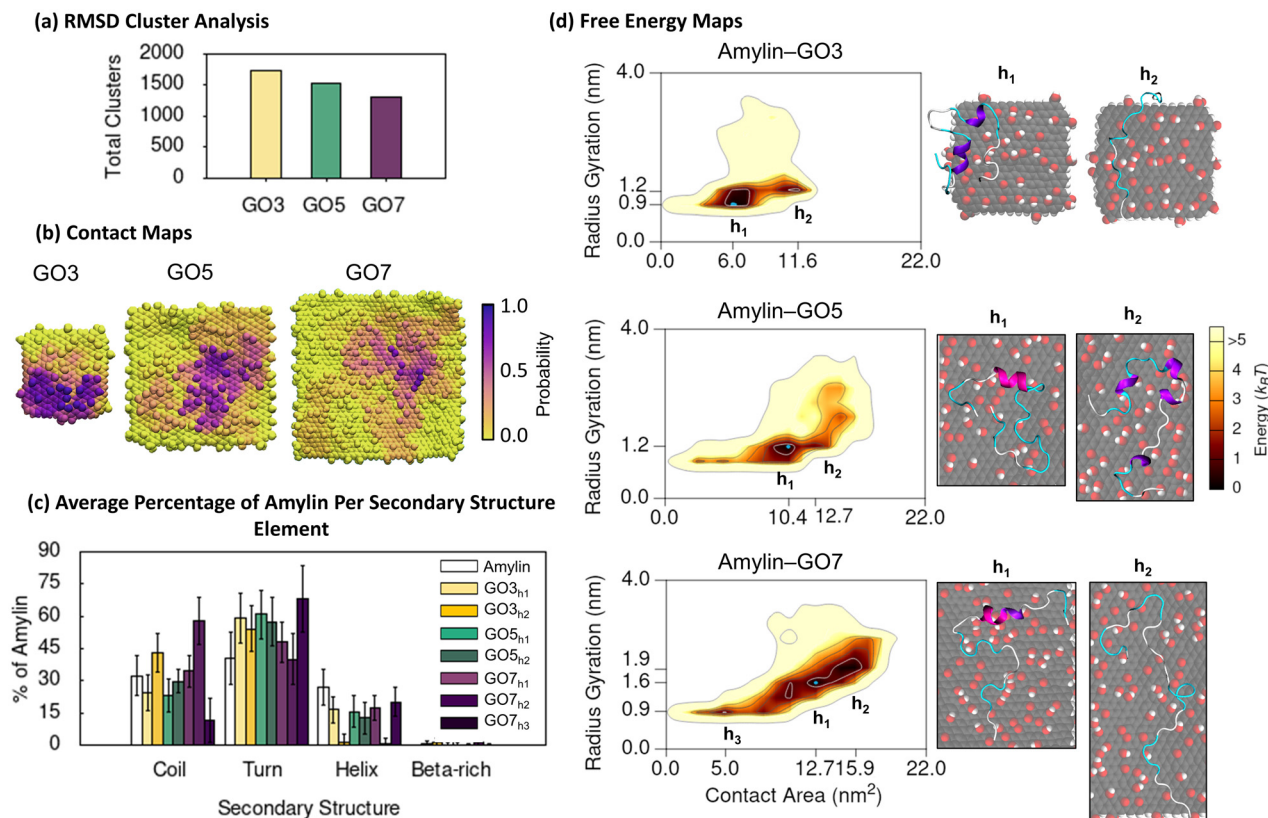 (a) RMSD Cluster Analysis
Total Clusters
2000
1500
1000
500
0
GO3 GO5 GO7
(b) Contact Maps
GO3 GO5 GO7
1.0
0.5
0.0
Probability
(c) Average Percentage of Amylin Per Secondary Structure
Element
% of Amylin
90
75
60
45
30
15
0
Amylin
GO3h1
GO3h2
GO5h1
GO5h2
GO7h1
GO7h2
GO7h3
Coil Turn Helix Beta-rich
Secondary Structure
(d) Free Energy Maps
Amylin–GO3
Radius Gyration (nm)
4.0
1.2
0.9
0.0
h1
h2
0.0 6.0 11.6 22.0
h1
h2
Amylin–GO5
Radius Gyration (nm)
4.0
1.2
0.0
h1
h2
0.0 10.4 12.7 22.0
h1
h2
>5
4
3
2
1
0
Energy (kBT)
Amylin–GO7
Radius Gyration (nm)
4.0
1.9
1.6
0.9
0.0
h3
h1
h2
0.0 5.0 12.7 15.9 22.0
Contact Area (nm²)
h1
h2